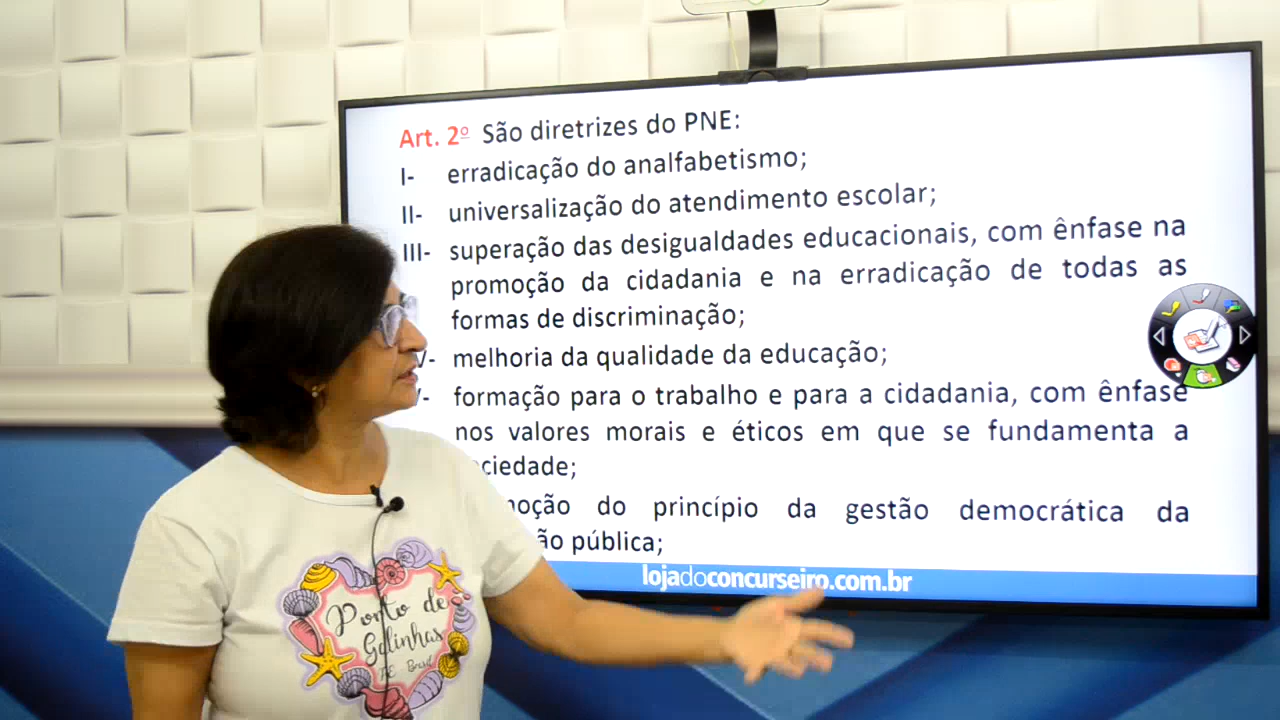 Art. 2º São diretrizes do PNE:
I- erradicação do analfabetismo;
II- universalização do atendimento escolar;
III- superação das desigualdades educacionais, com ênfase na
promoção da cidadania e na erradicação de todas as
formas de discriminação;
V- melhoria da qualidade da educação;
V- formação para o trabalho e para a cidadania, com ênfase
nos valores morais e éticos em que se fundamenta a
ciedade;
oção do princípio da gestão democrática da
ão pública;
lojadoconcurseiro.com.br
Porto de
Galinhas
PE Brasil